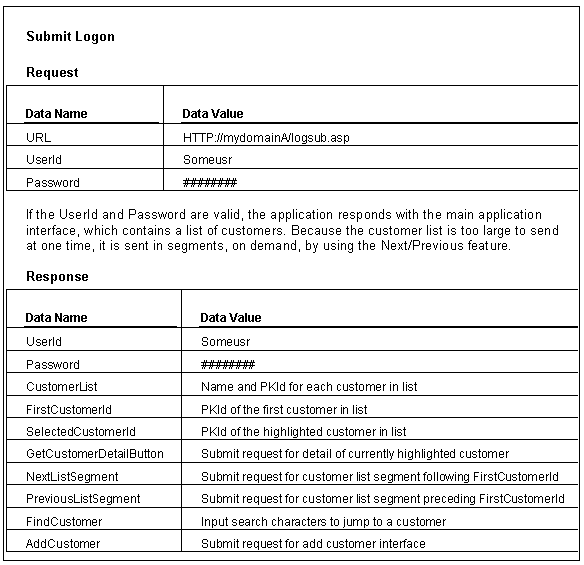 Submit Logon
Request
Data Name Data Value
URL HTTP://mydomainA/logsub.asp
UserId Someusr
Password ########
If the UserId and Password are valid, the application responds with the main application
interface, which contains a list of customers. Because the customer list is too large to send
at one time, it is sent in segments, on demand, by using the Next/Previous feature.
Response
Data Name Data Value
UserId Someusr
Password ########
CustomerList Name and PKId for each customer in list
FirstCustomerId PKId of the first customer in list
SelectedCustomerId PKId of the highlighted customer in list
GetCustomerDetailButton Submit request for detail of currently highlighted customer
NextListSegment Submit request for customer list segment following FirstCustomerId
PreviousListSegment Submit request for customer list segment preceding FirstCustomerId
FindCustomer Input search characters to jump to a customer
AddCustomer Submit request for add customer interface